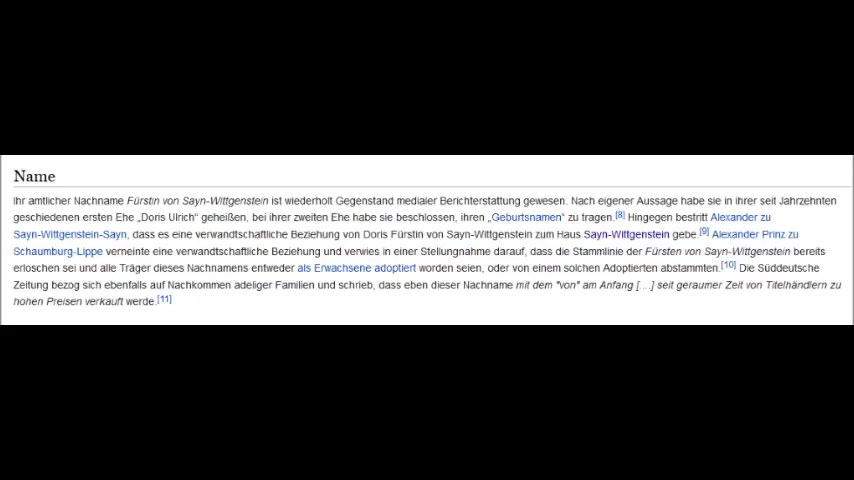 Name
Ihr amtlicher Nachname Fürstin von Sayn-Wittgenstein ist wiederholt Gegenstand medialer Berichterstattung gewesen. Nach eigener Aussage habe sie in ihrer seit Jahrzehnten
geschiedenen ersten Ehe „Doris Ulrich“ geheißen, bei ihrer zweiten Ehe habe sie beschlossen, ihren „Geburtsnamen“ zu tragen.[8] Hingegen bestritt Alexander zu
Sayn-Wittgenstein-Sayn, dass es eine verwandtschaftliche Beziehung von Doris Fürstin von Sayn-Wittgenstein zum Haus Sayn-Wittgenstein gebe.[9] Alexander Prinz zu
Schaumburg-Lippe verneinte eine verwandtschaftliche Beziehung und verwies in einer Stellungnahme darauf, dass die Stammlinie der Fürsten von Sayn-Wittgenstein bereits
erloschen sei und alle Träger dieses Nachnamens entweder als Erwachsene adoptiert worden seien, oder von einem solchen Adoptierten abstammten.[10] Die Süddeutsche
Zeitung bezog sich ebenfalls auf Nachkommen adeliger Familien und schrieb, dass eben dieser Nachname mit dem "von" am Anfang [....] seit geraumer Zeit von Titelhändlern zu
hohen Preisen verkauft werde.[11]